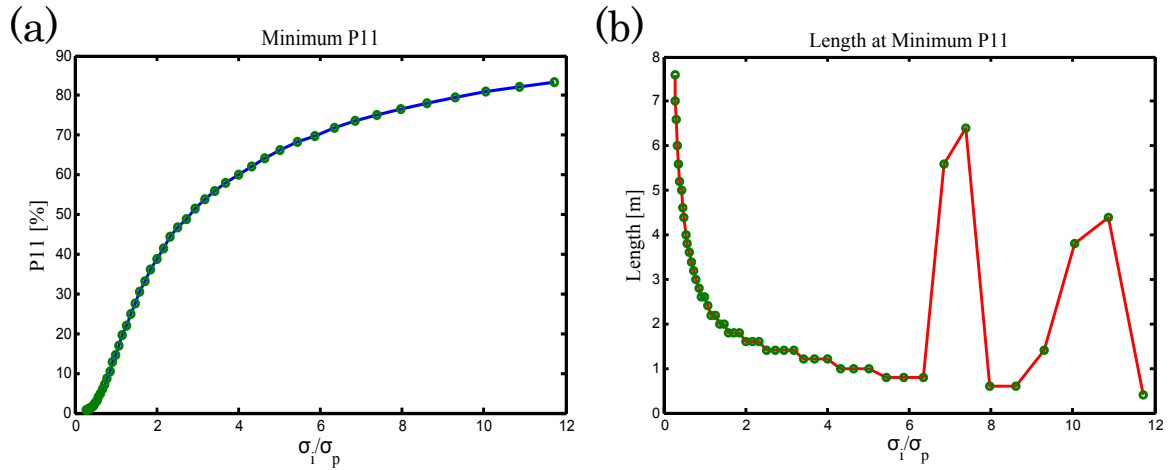 (a)
Minimum P11
P11 [%]
90
80
70
60
50
40
30
20
10
0
0 2 4 6 8 10 12
σi/σp
(b)
Length at Minimum P11
Length [m]
8
7
6
5
4
3
2
1
0
0 2 4 6 8 10 12
σi/σp